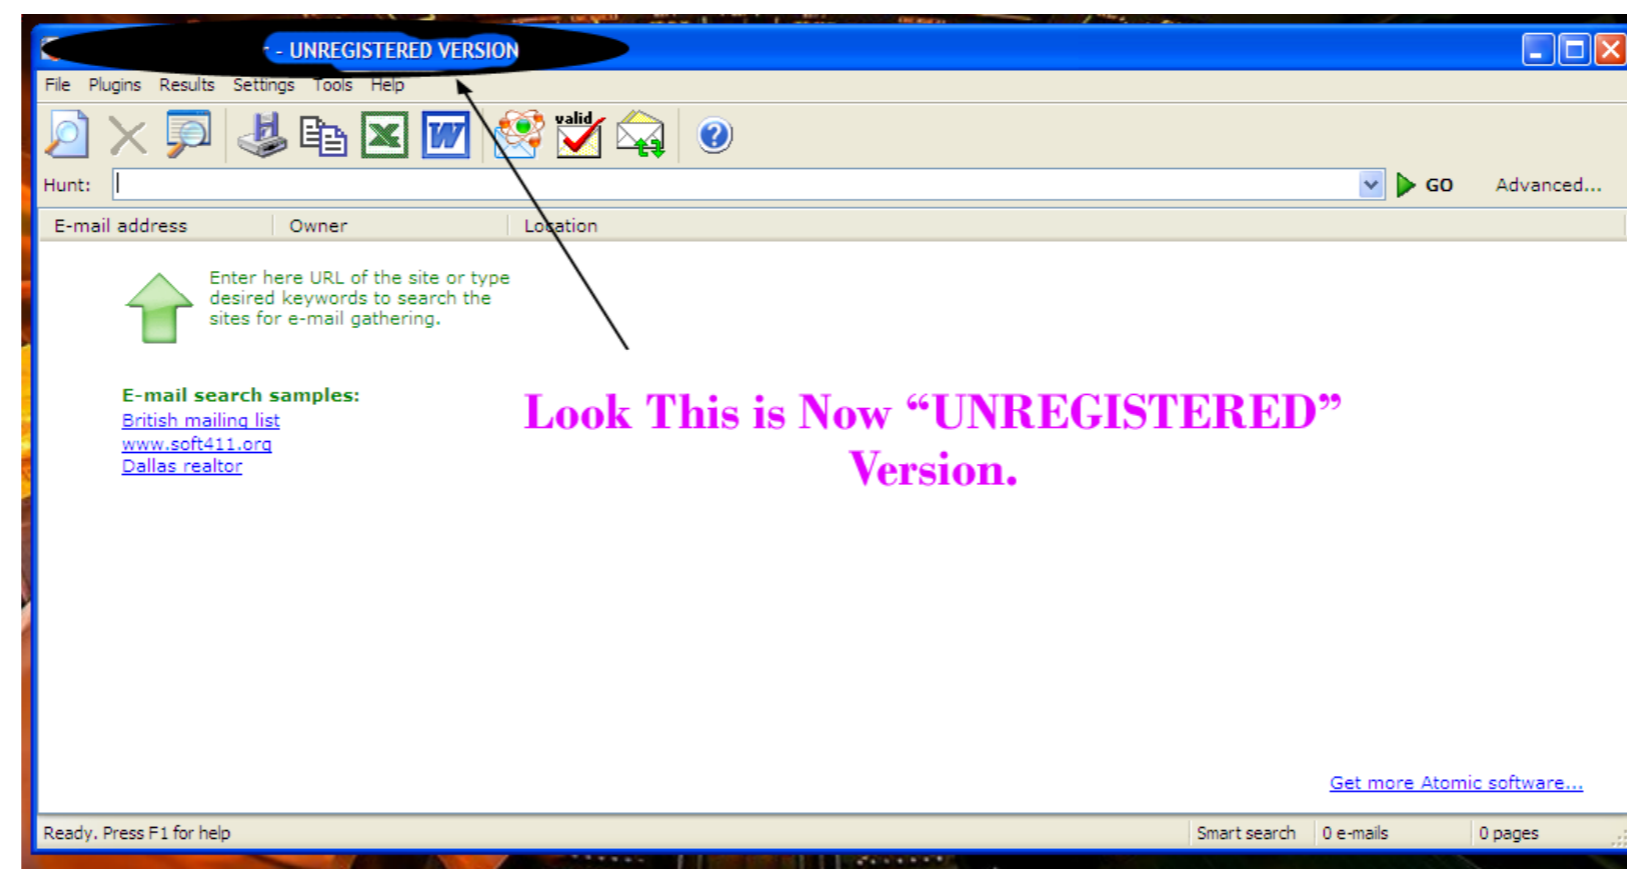 - UNREGISTERED VERSION
File Plugins Results Settings Tools Help
W valid ?
Hunt: GO Advanced...
E-mail address Owner Location
Enter here URL of the site or type
desired keywords to search the
sites for e-mail gathering.
E-mail search samples:
British mailing list
www.soft411.org
Dallas realtor
Look This is Now “UNREGISTERED”
Version.
Get more Atomic software...
Ready. Press F1 for help Smart search 0 e-mails 0 pages